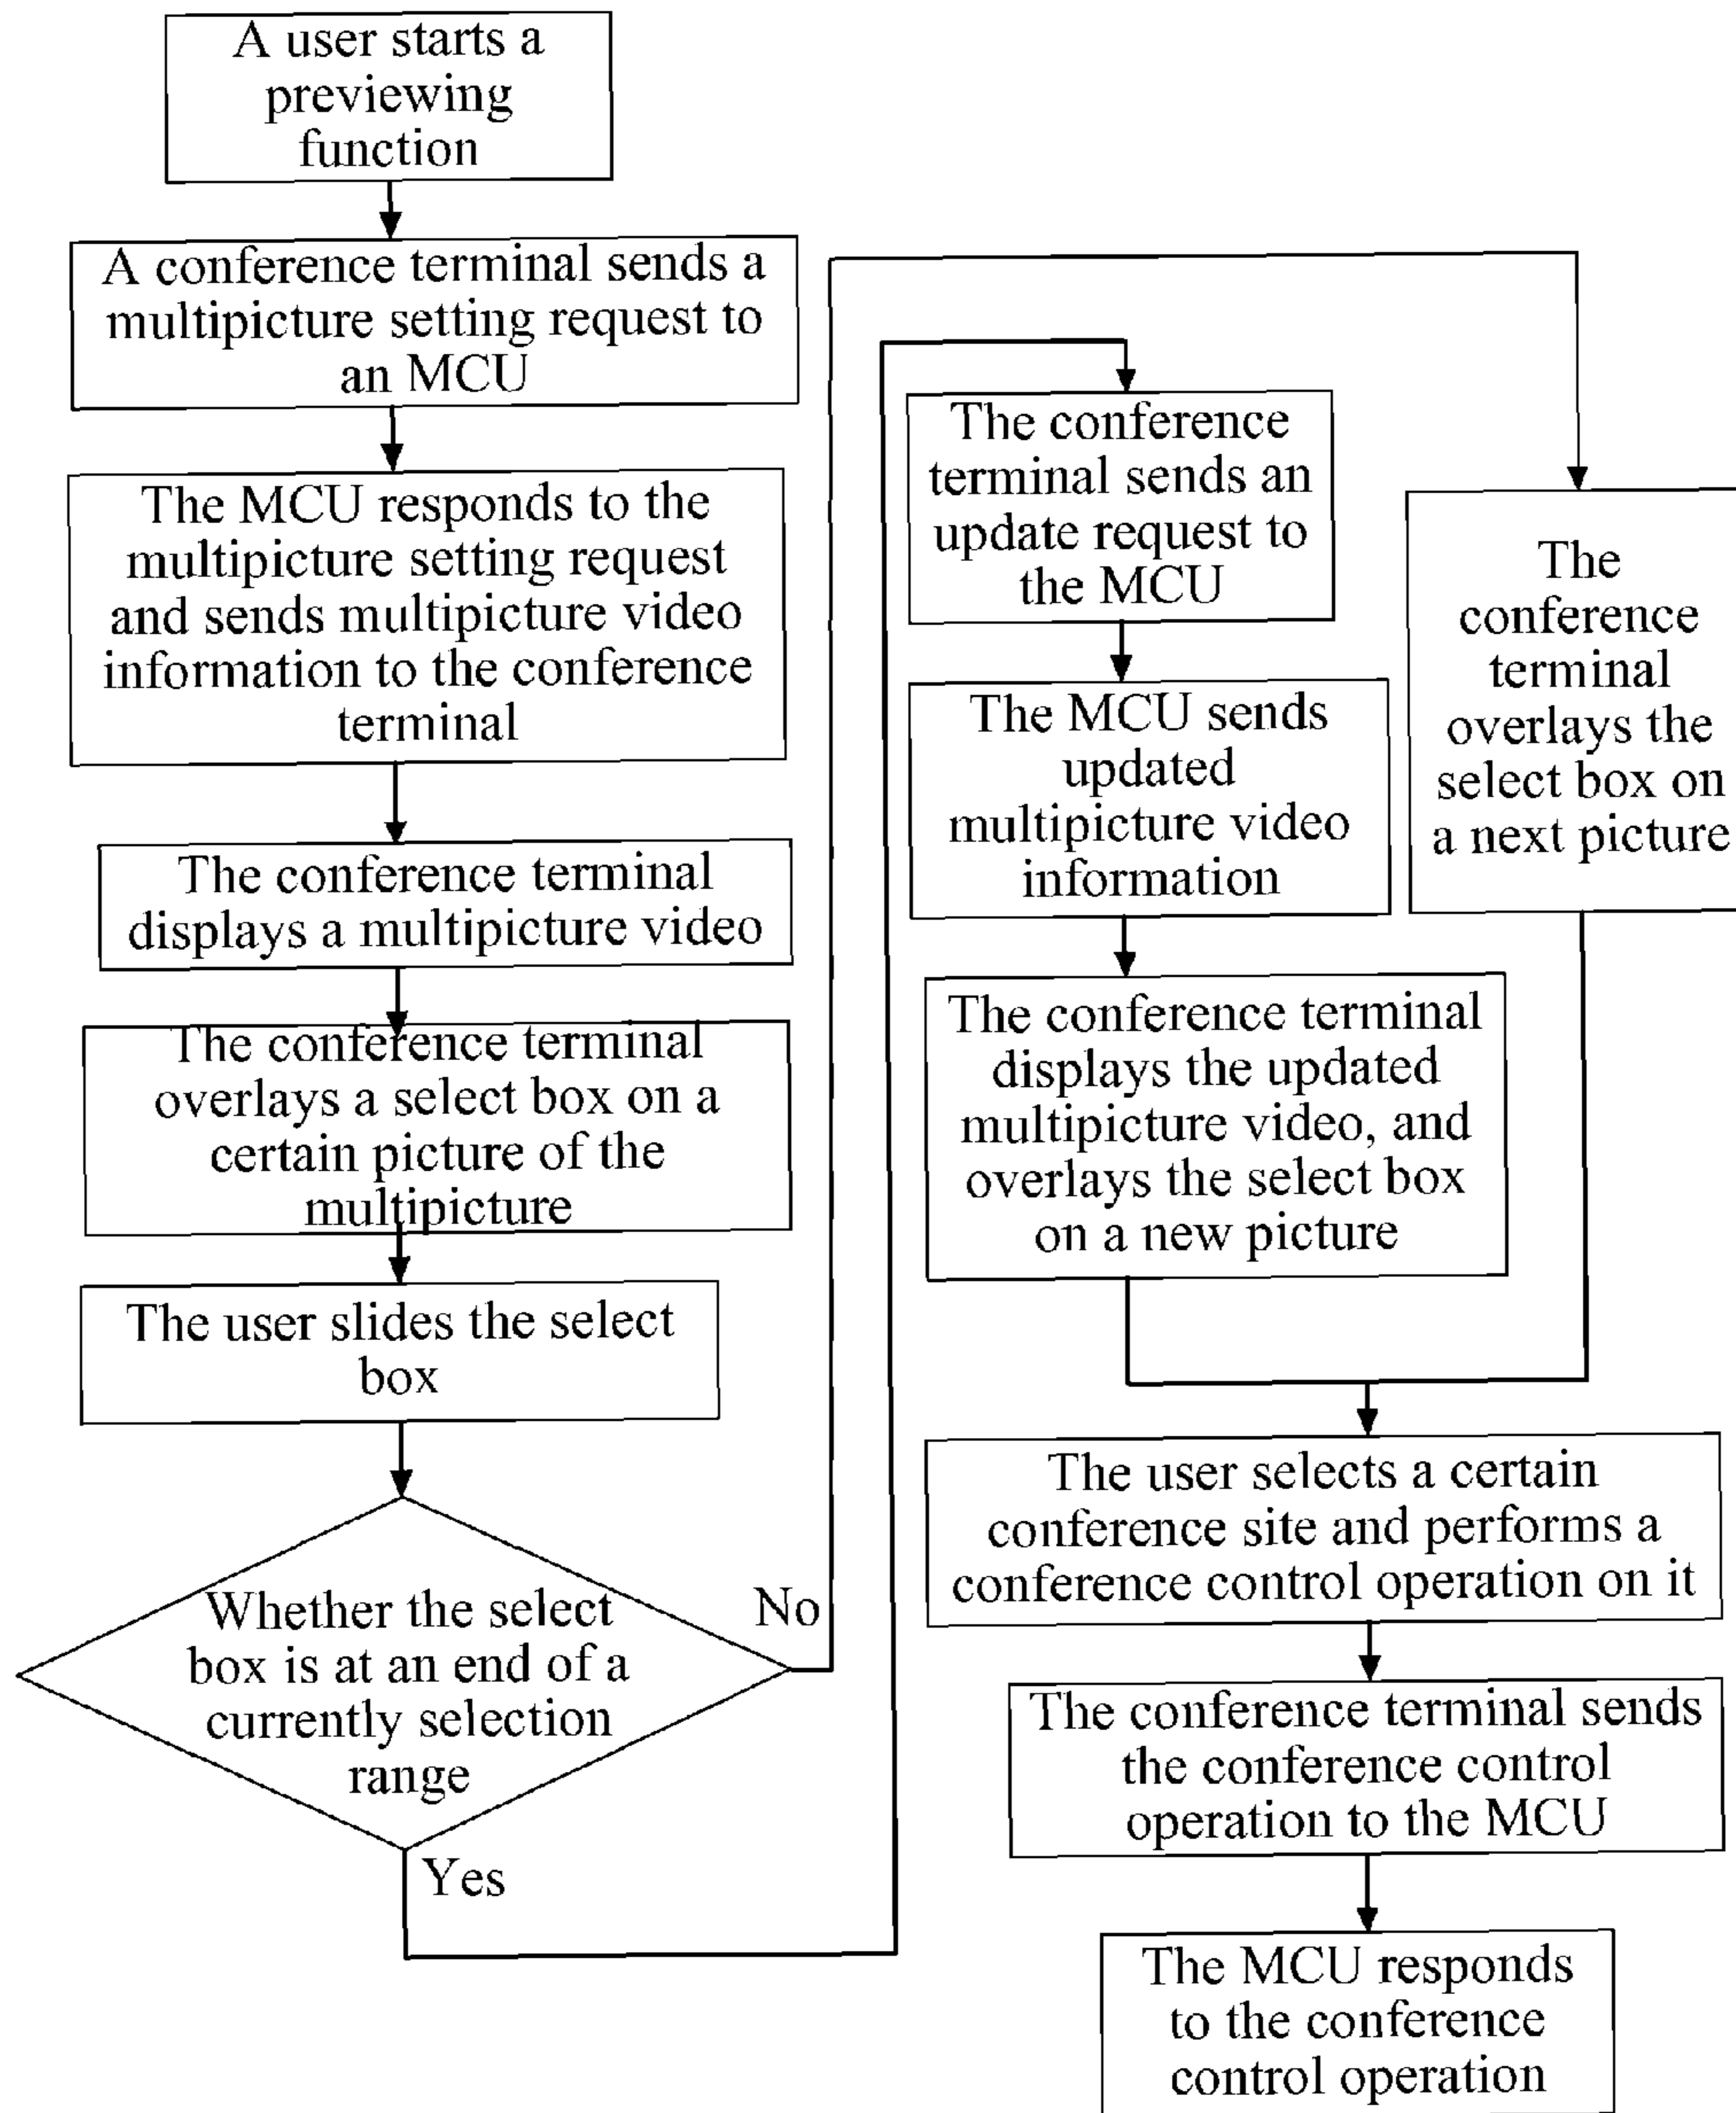 A user starts a
previewing
function
A conference terminal sends a
multipicture setting request to
an MCU
The MCU responds to the
multipicture setting request
and sends multipicture video
information to the conference
terminal
The conference terminal
displays a multipicture video
The conference terminal
overlays a select box on a
certain picture of the
multipicture
The user slides the select
box
Whether the select
box is at an end of a
currently selection
range
No
Yes
The conference
terminal sends an
update request to
the MCU
The MCU sends
updated
multipicture video
information
The conference terminal
displays the updated
multipicture video, and
overlays the select box
on a new picture
The
conference
terminal
overlays the
select box on
a next picture
The user selects a certain
conference site and performs a
conference control operation on it
The conference terminal sends
the conference control
operation to the MCU
The MCU responds
to the conference
control operation